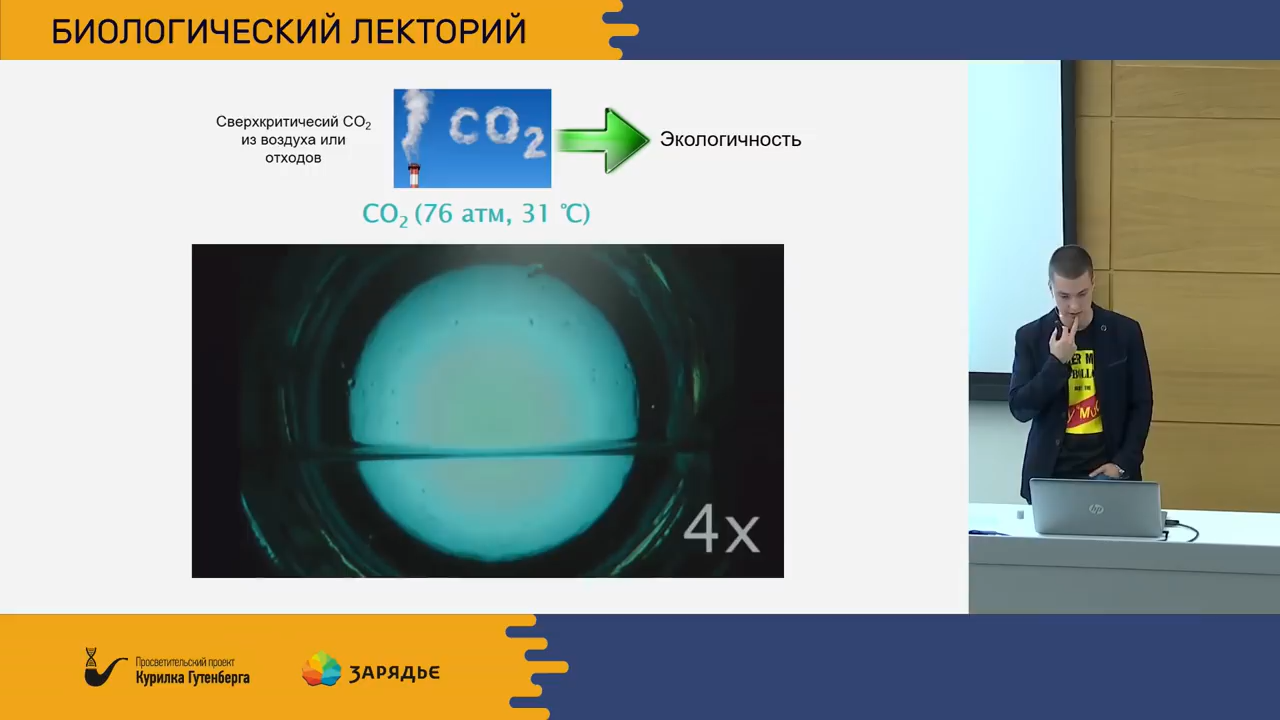 БИОЛОГИЧЕСКИЙ ЛЕКТОРИЙ
Сверхкритичесий CO₂
из воздуха или
отходов
CO₂
Экологичность
CO₂ (76 атм, 31 ℃)
4x
hp
Просветительский проект
Курилка Гутенберга
ЗАРЯДЬЕ